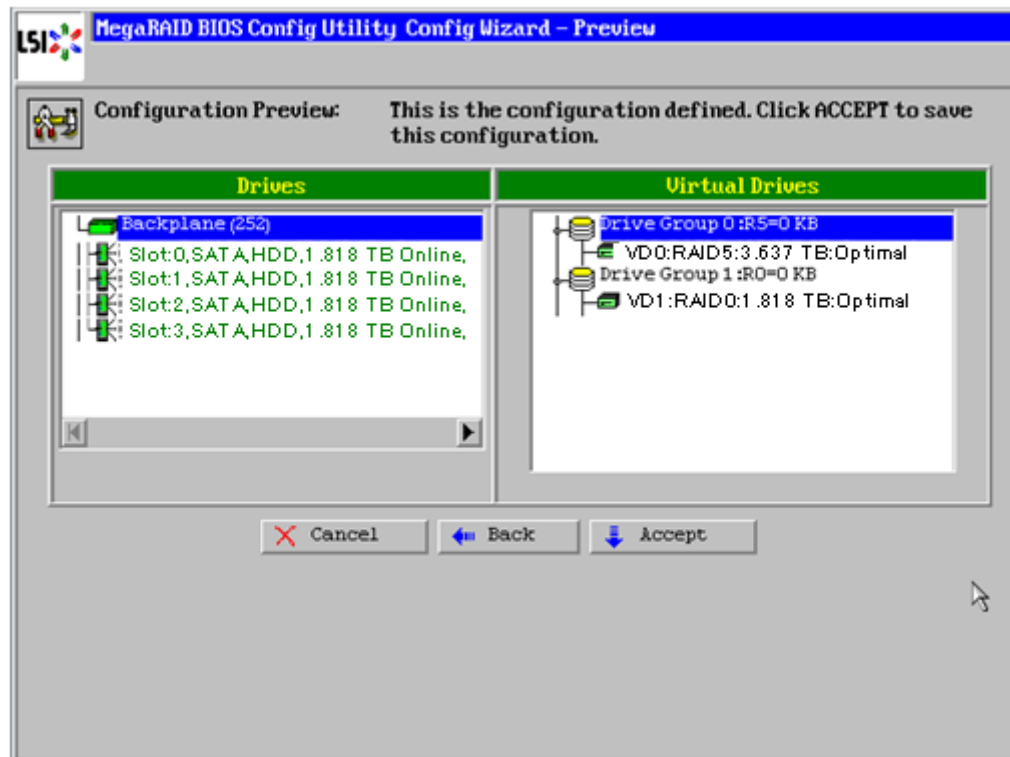 LSI
MegaRAID BIOS Config Utility Config Wizard – Preview
Configuration Preview: This is the configuration defined. Click ACCEPT to save
this configuration.
Drives
Backplane (252)
Slot:0,SATA,HDD,1.818 TB Online,
Slot:1,SATA,HDD,1.818 TB Online,
Slot:2,SATA,HDD,1.818 TB Online,
Slot:3,SATA,HDD,1.818 TB Online,
Virtual Drives
Drive Group 0 :R5=0 KB
VD0:RAID5:3.637 TB:Optimal
Drive Group 1 :R0=0 KB
VD1:RAID0:1.818 TB:Optimal
Cancel
Back
Accept